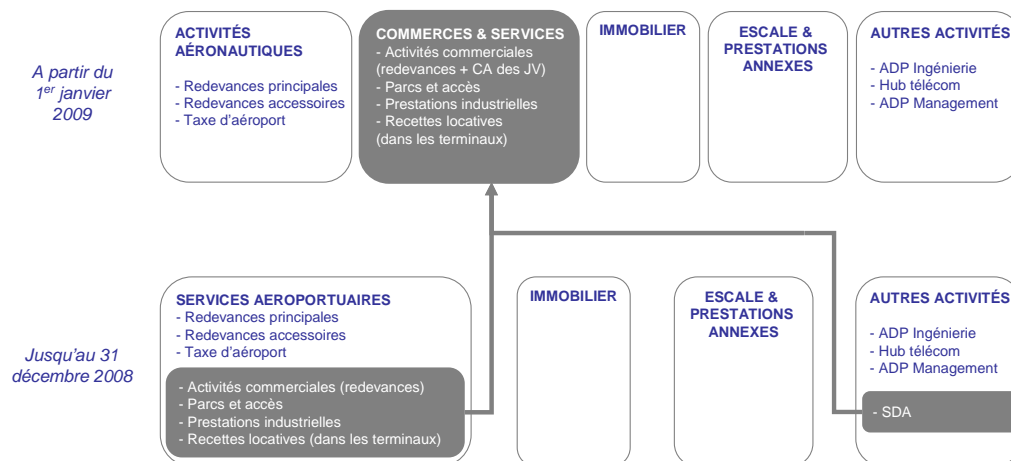 A partir du
1er janvier
2009
ACTIVITÉS
AÉRONAUTIQUES
- Redevances principales
- Redevances accessoires
- Taxe d'aéroport
COMMERCES & SERVICES
- Activités commerciales
(redevances + CA des JV)
- Parcs et accès
- Prestations industrielles
- Recettes locatives
(dans les terminaux)
IMMOBILIER
ESCALE &
PRESTATIONS
ANNEXES
AUTRES ACTIVITÉS
- ADP Ingénierie
- Hub télécom
- ADP Management
Jusqu'au 31
décembre 2008
SERVICES AEROPORTUAIRES
- Redevances principales
- Redevances accessoires
- Taxe d'aéroport
- Activités commerciales (redevances)
- Parcs et accès
- Prestations industrielles
- Recettes locatives (dans les terminaux)
IMMOBILIER
ESCALE &
PRESTATIONS
ANNEXES
AUTRES ACTIVITÉS
- ADP Ingénierie
- Hub télécom
- ADP Management
- SDA